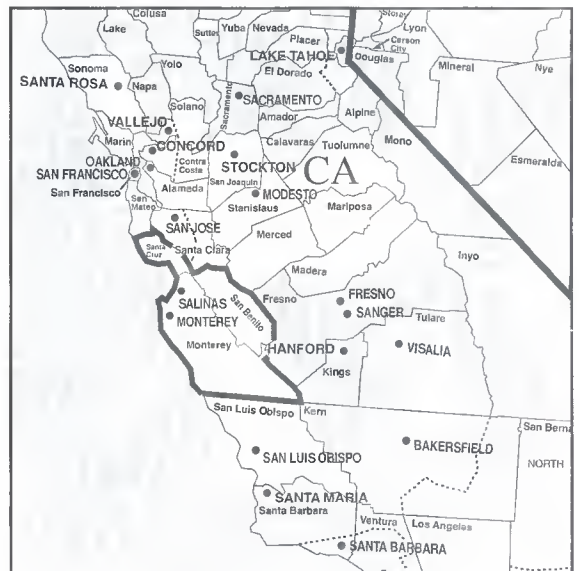 Colusa
Storey
Lake
Sutter
Yuba
Nevada
Lyon
Placer
Carson
City
LAKE TAHOE
Douglas
Sonoma
Yolo
El Dorado
Mineral
Nye
SANTA ROSA
Napa
Sacramento
SACRAMENTO
Solano
Amador
Alpine
VALLEJO
Mono
Marin
CONCORD
Calavaras
Tuolumne
Esmeralda
OAKLAND
Contra
Costa
STOCKTON
CA
SAN FRANCISCO
San Joaquin
San Francisco
Alameda
MODESTO
San
Mateo
Stanislaus
Mariposa
SAN JOSE
Merced
Santa
Cruz
Santa Clara
Inyo
Madera
SALINAS
San Benito
Fresno
FRESNO
SANGER
MONTEREY
Tulare
Monterey
HANFORD
VISALIA
Kings
San Luis Obispo
Kern
San Berna
SAN LUIS OBISPO
BAKERSFIELD
NORTH
SANTA MARIA
Santa Barbara
Ventura
Los Angeles
SANTA BARBARA